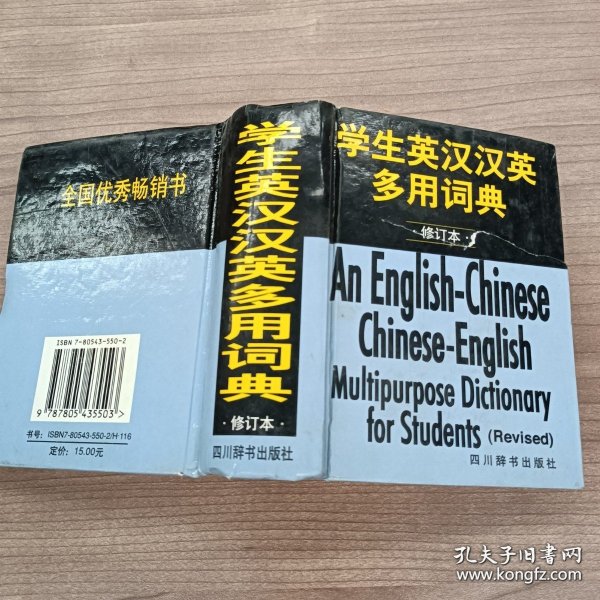 全国优秀畅销书
ISBN 7-80543-550-2
9 787805 435503 >
书号：ISBN7-80543-550-2/H·116
定价：15.00元
学生英汉汉英多用词典
·修订本·
四川辞书出版社
学生英汉汉英
多用词典
·修订本·
An English-Chinese
Chinese-English
Multipurpose Dictionary
for Students (Revised)
四川辞书出版社
孔夫子旧书网
www.kongfz.com